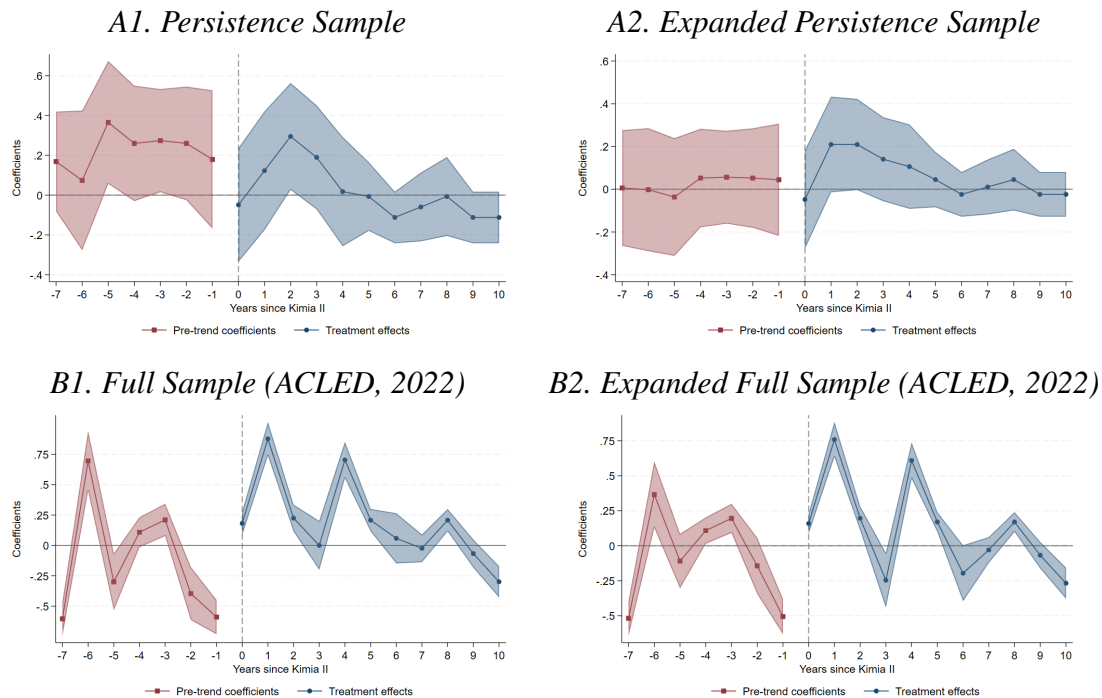 A1. Persistence Sample
Coefficients
.6
.4
.2
0
-.2
-.4
-7 -6 -5 -4 -3 -2 -1 0 1 2 3 4 5 6 7 8 9 10
Years since Kimia II
Pre-trend coefficients Treatment effects
A2. Expanded Persistence Sample
Coefficients
.6
.4
.2
0
-.2
-.4
-7 -6 -5 -4 -3 -2 -1 0 1 2 3 4 5 6 7 8 9 10
Years since Kimia II
Pre-trend coefficients Treatment effects
B1. Full Sample (ACLED, 2022)
Coefficients
.75
.5
.25
0
-.25
-.5
-7 -6 -5 -4 -3 -2 -1 0 1 2 3 4 5 6 7 8 9 10
Years since Kimia II
Pre-trend coefficients Treatment effects
B2. Expanded Full Sample (ACLED, 2022)
Coefficients
.75
.5
.25
0
-.25
-.5
-7 -6 -5 -4 -3 -2 -1 0 1 2 3 4 5 6 7 8 9 10
Years since Kimia II
Pre-trend coefficients Treatment effects